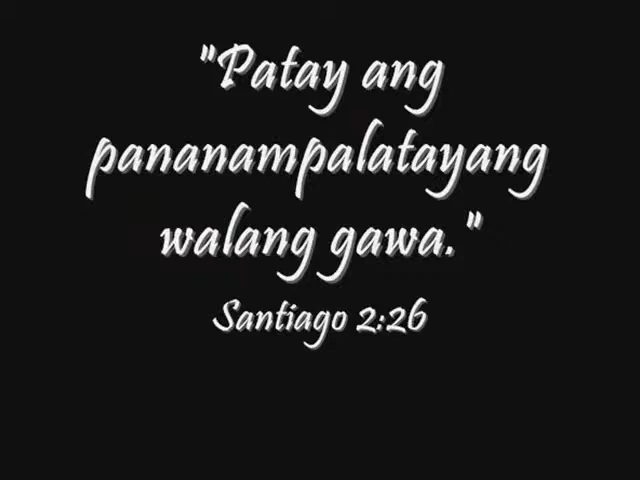 "Patay ang
pananampalatayang
walang gawa."
Santiago 2:26